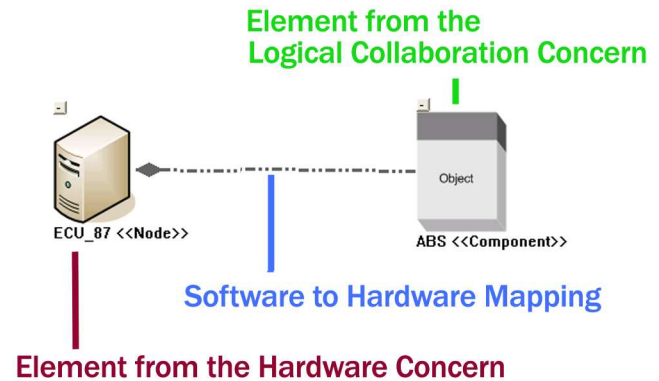 Element from the
Logical Collaboration Concern
Object
ECU_87 <<Node>>
ABS <<Component>>
Software to Hardware Mapping
Element from the Hardware Concern